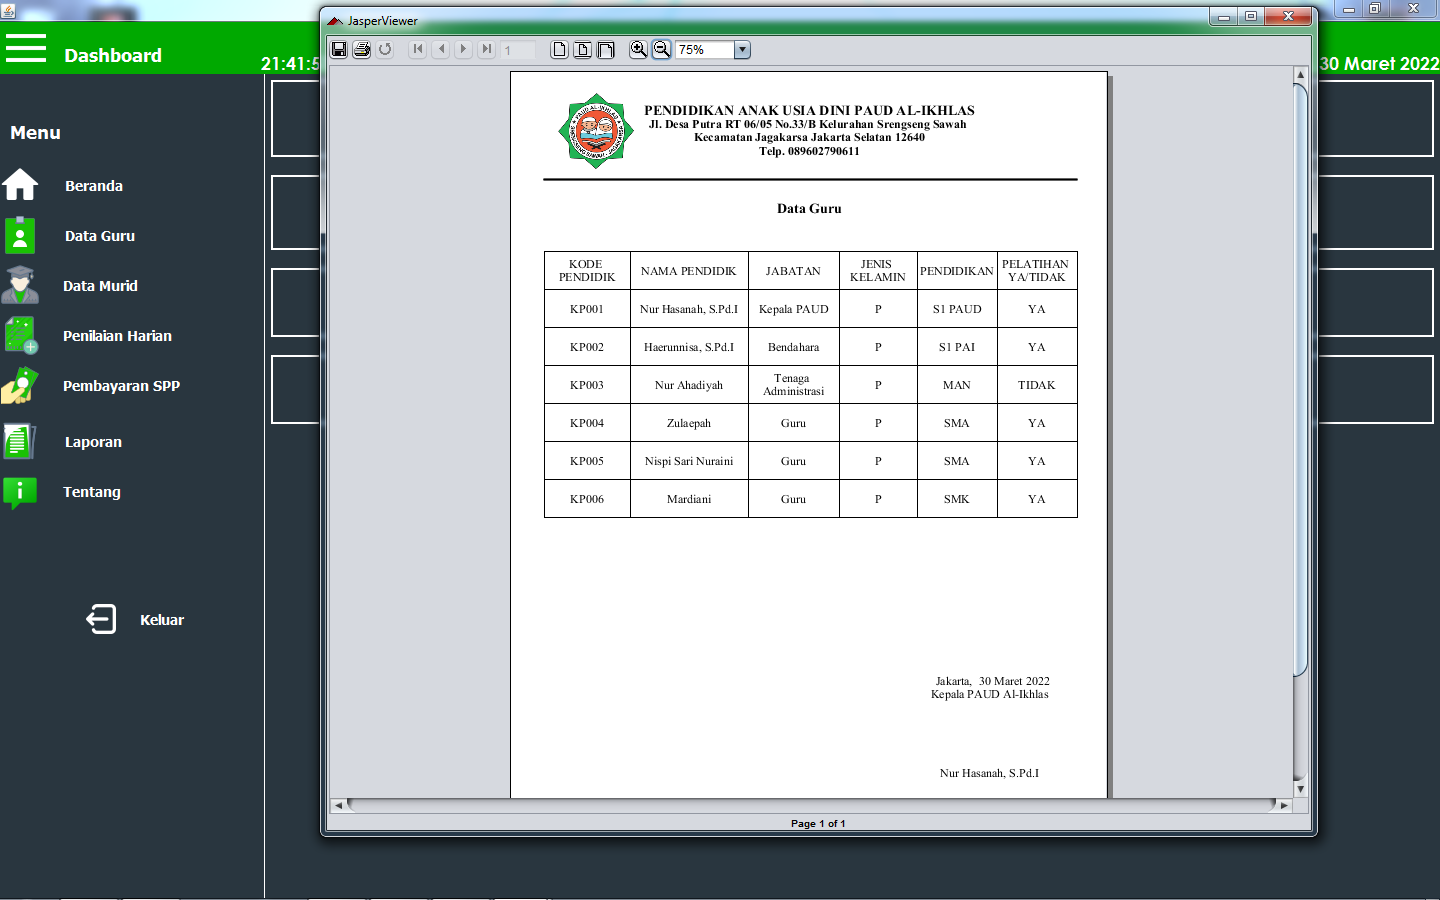 JasperViewer
Dashboard
21:41:5
30 Maret 2022
1
75%
Menu
Beranda
Data Guru
Data Murid
Penilaian Harian
Pembayaran SPP
Laporan
Tentang
Keluar
PENDIDIKAN ANAK USIA DINI PAUD AL-IKHLAS
Jl. Desa Putra RT 06/05 No.33/B Kelurahan Srengseng Sawah
Kecamatan Jagakarsa Jakarta Selatan 12640
Telp. 089602790611
Data Guru
KODE PENDIDIK NAMA PENDIDIK JABATAN JENIS KELAMIN PENDIDIKAN PELATIHAN YA/TIDAK
KP001 Nur Hasanah, S.Pd.I Kepala PAUD P S1 PAUD YA
KP002 Haerunnisa, S.Pd.I Bendahara P S1 PAI YA
KP003 Nur Ahadiyah Tenaga Administrasi P MAN TIDAK
KP004 Zulaepah Guru P SMA YA
KP005 Nispi Sari Nuraini Guru P SMA YA
KP006 Mardiani Guru P SMK YA
Jakarta, 30 Maret 2022
Kepala PAUD Al-Ikhlas
Nur Hasanah, S.Pd.I
Page 1 of 1